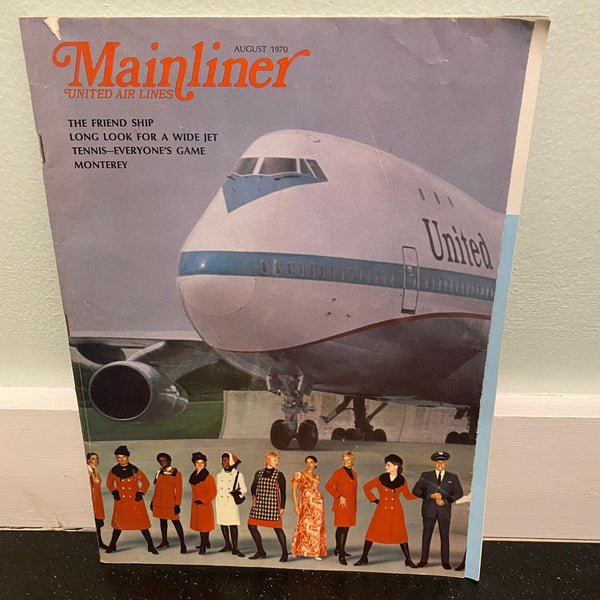 AUGUST 1970
Mainliner
UNITED AIR LINES
THE FRIEND SHIP
LONG LOOK FOR A WIDE JET
TENNIS—EVERYONE'S GAME
MONTEREY
United